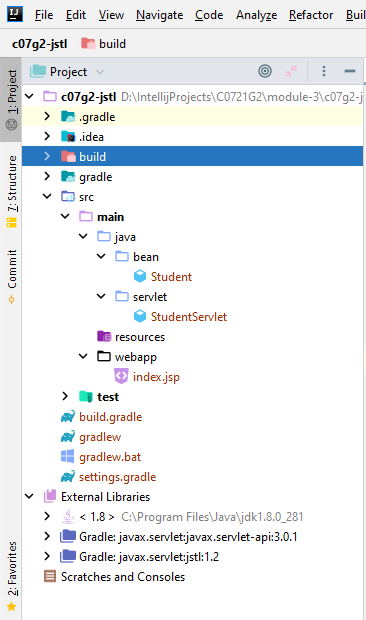 IJ File Edit View Navigate Code Analyze Refactor Buil
c07g2-jstl build
1: Project
Project
c07g2-jstl D:\IntellijProjects\C0721G2\module-3\c07g2-j
.gradle
.idea
build
gradle
src
main
java
bean
Student
servlet
StudentServlet
resources
webapp
index.jsp
test
build.gradle
gradlew
gradlew.bat
settings.gradle
External Libraries
< 1.8 > C:\Program Files\Java\jdk1.8.0_281
Gradle: javax.servlet:javax.servlet-api:3.0.1
Gradle: javax.servlet:jstl:1.2
Scratches and Consoles
7: Structure
Commit
2: Favorites